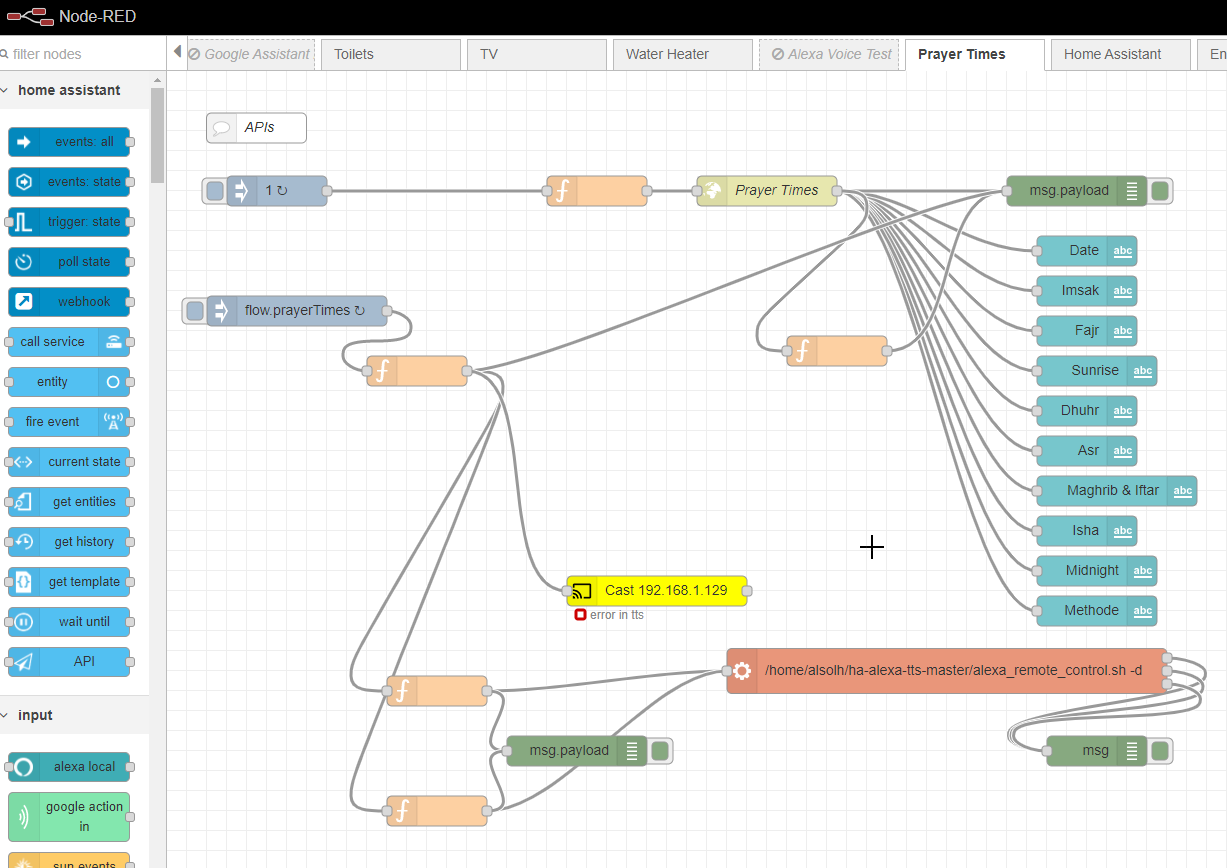 Node-RED
filter nodes
Google Assistant
Toilets
TV
Water Heater
Alexa Voice Test
Prayer Times
Home Assistant
En
home assistant
events: all
events: state
trigger: state
poll state
webhook
call service
entity
fire event
current state
get entities
get history
get template
wait until
API
input
alexa local
google action
in
sun events
APIs
1 ↻
Prayer Times
msg.payload
Date abc
Imsak abc
Fajr abc
Sunrise abc
Dhuhr abc
Asr abc
Maghrib & Iftar abc
Isha abc
Midnight abc
Methode abc
flow.prayerTimes ↻
Cast 192.168.1.129
error in tts
/home/alsolh/ha-alexa-tts-master/alexa_remote_control.sh -d
msg.payload
msg